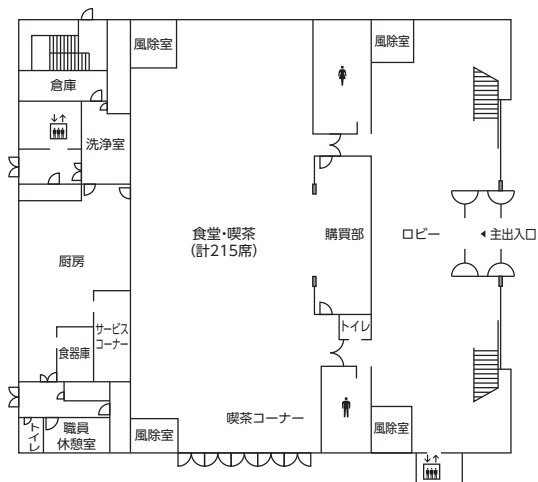 風除室
風除室
倉庫
洗浄室
食堂・喫茶
(計215席)
購買部
ロビー
主出入口
厨房
サービス
コーナー
食器庫
トイレ
喫茶コーナー
トイレ
職員
休憩室
風除室
風除室